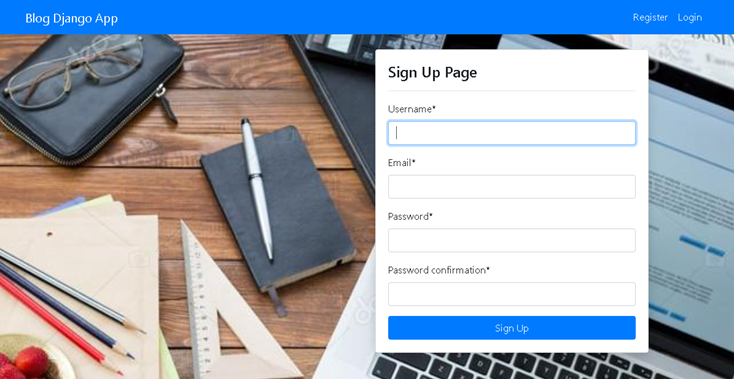 Blog Django App
Register Login
Sign Up Page
Username*
Email*
Password*
Password confirmation*
Sign Up